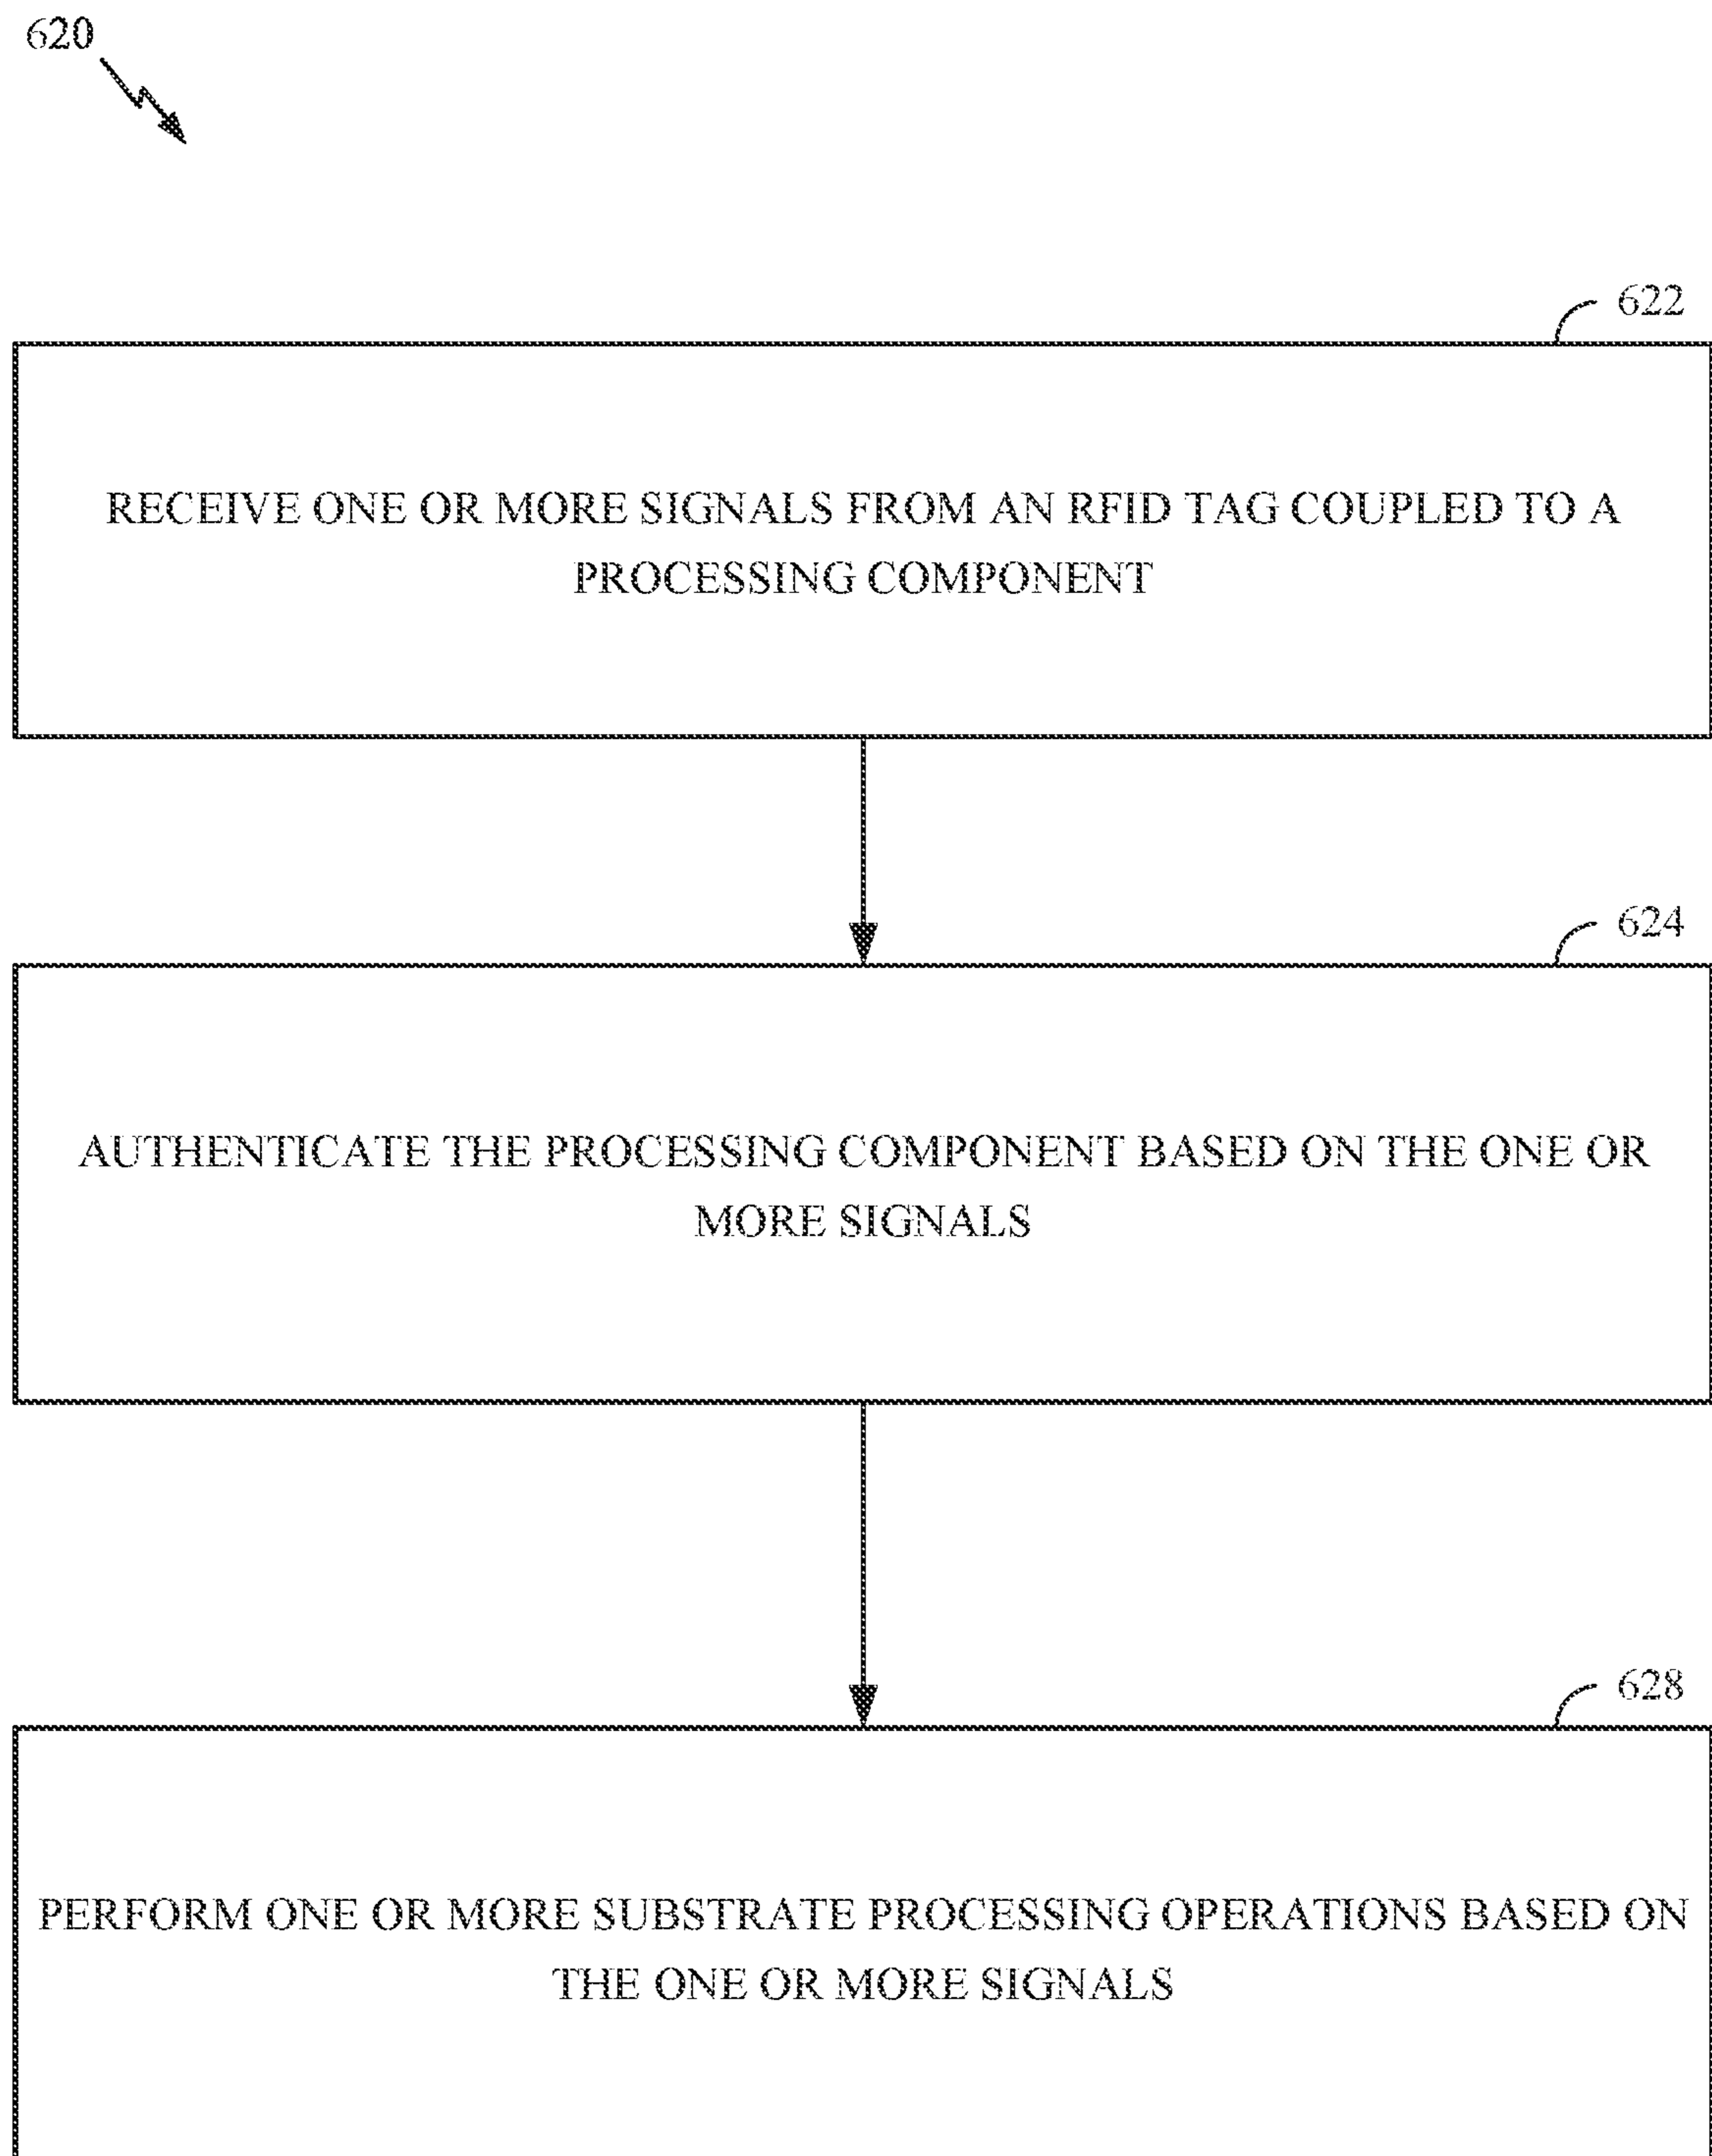 620
622
RECEIVE ONE OR MORE SIGNALS FROM AN RFID TAG COUPLED TO A
PROCESSING COMPONENT
624
AUTHENTICATE THE PROCESSING COMPONENT BASED ON THE ONE OR
MORE SIGNALS
628
PERFORM ONE OR MORE SUBSTRATE PROCESSING OPERATIONS BASED ON
THE ONE OR MORE SIGNALS